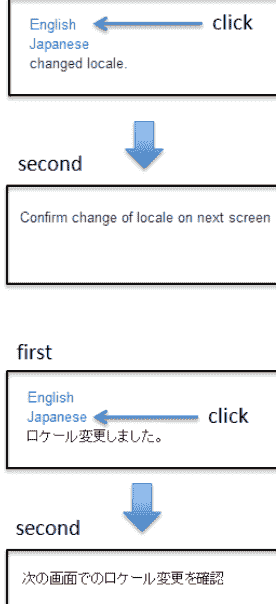 English click
Japanese
changed locale.
second
Confirm change of locale on next screen
first
English
Japanese click
ロケール変更しました。
second
次の画面でのロケール変更を確認